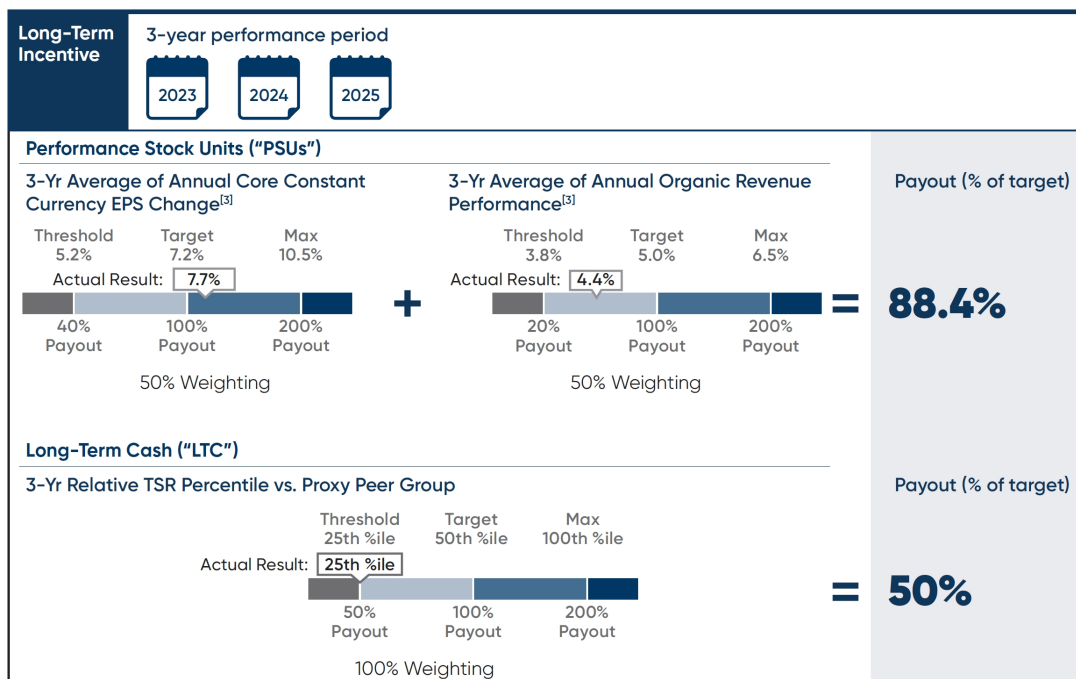 Long-Term
Incentive
3-year performance period
2023
2024
2025
Performance Stock Units (“PSUs”)
3-Yr Average of Annual Core Constant
Currency EPS Change[3]
Threshold
5.2%
Target
7.2%
Max
10.5%
Actual Result: 7.7%
40%
Payout
100%
Payout
200%
Payout
50% Weighting
+
3-Yr Average of Annual Organic Revenue
Performance[3]
Threshold
3.8%
Target
5.0%
Max
6.5%
Actual Result: 4.4%
20%
Payout
100%
Payout
200%
Payout
50% Weighting
=
Payout (% of target)
88.4%
Long-Term Cash (“LTC”)
3-Yr Relative TSR Percentile vs. Proxy Peer Group
Threshold
25th %ile
Target
50th %ile
Max
100th %ile
Actual Result: 25th %ile
50%
Payout
100%
Payout
200%
Payout
100% Weighting
=
Payout (% of target)
50%